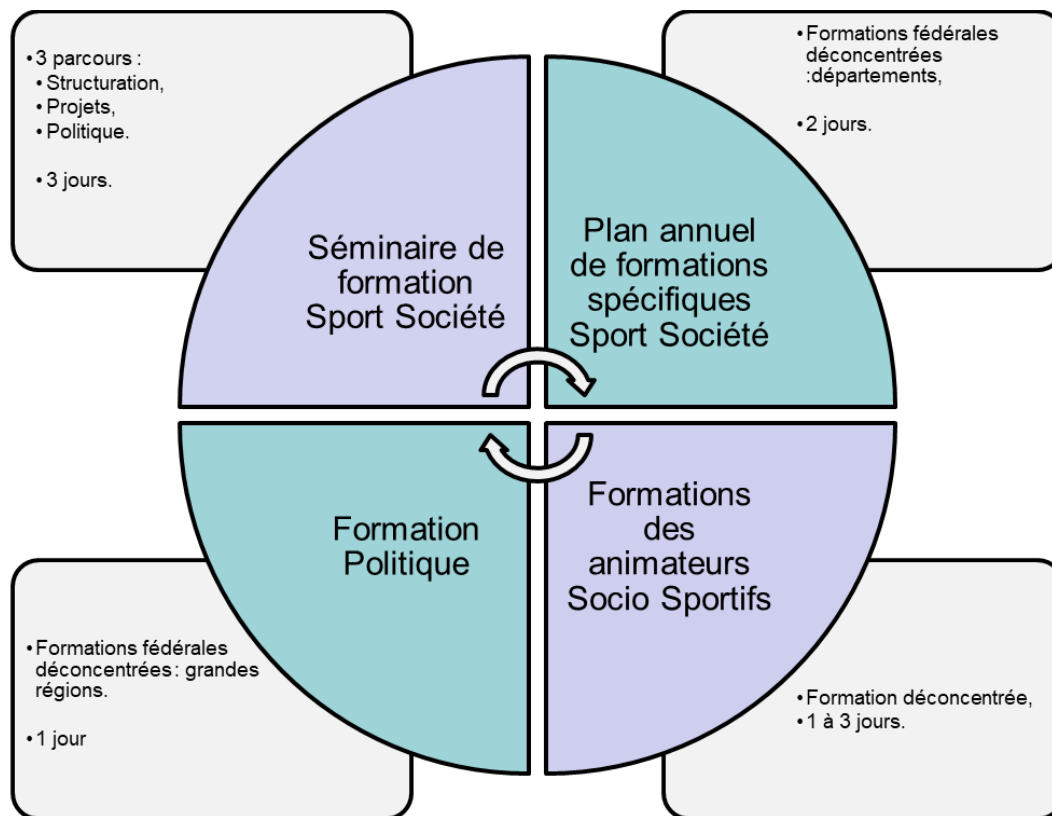 •3 parcours :
•Structuration,
•Projets,
•Politique.
•3 jours.
•Formations fédérales
déconcentrées
:départements,
•2 jours.
Séminaire de
formation
Sport Société
Plan annuel
de formations
spécifiques
Sport Société
Formation
Politique
Formations
des
animateurs
Socio Sportifs
•Formations fédérales
déconcentrées : grandes
régions.
•1 jour
•Formation déconcentrée,
•1 à 3 jours.